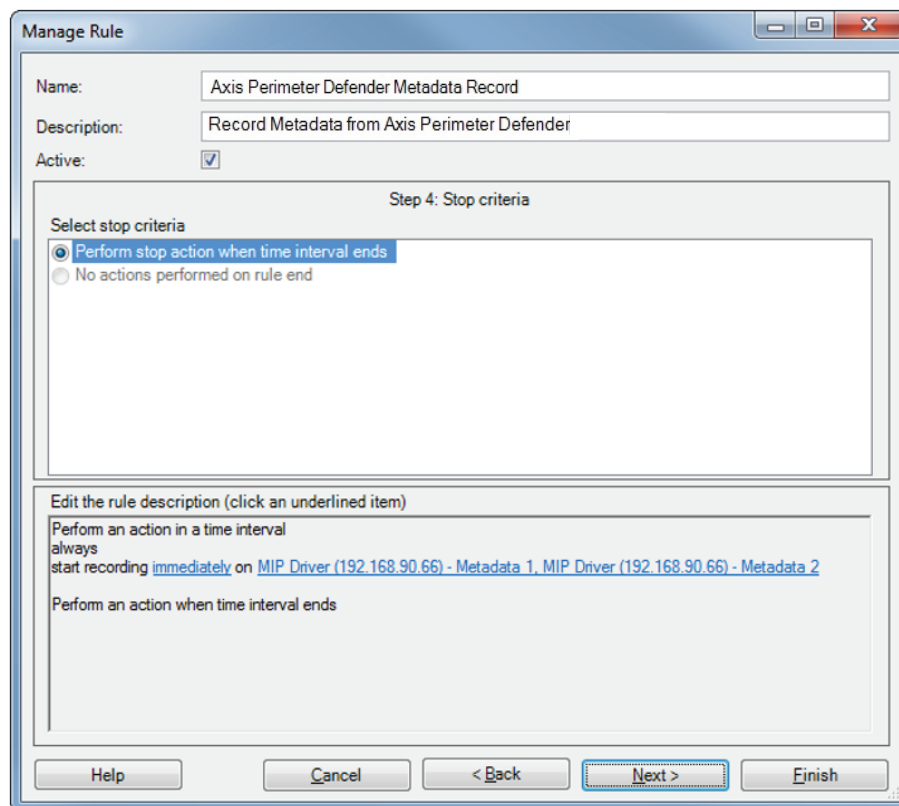 Manage Rule
Name: Axis Perimeter Defender Metadata Record
Description: Record Metadata from Axis Perimeter Defender
Active:
Step 4: Stop criteria
Select stop criteria
Perform stop action when time interval ends
No actions performed on rule end
Edit the rule description (click an underlined item)
Perform an action in a time interval
always
start recording immediately on MIP Driver (192.168.90.66) - Metadata 1, MIP Driver (192.168.90.66) - Metadata 2
Perform an action when time interval ends
Help Cancel < Back Next > Finish